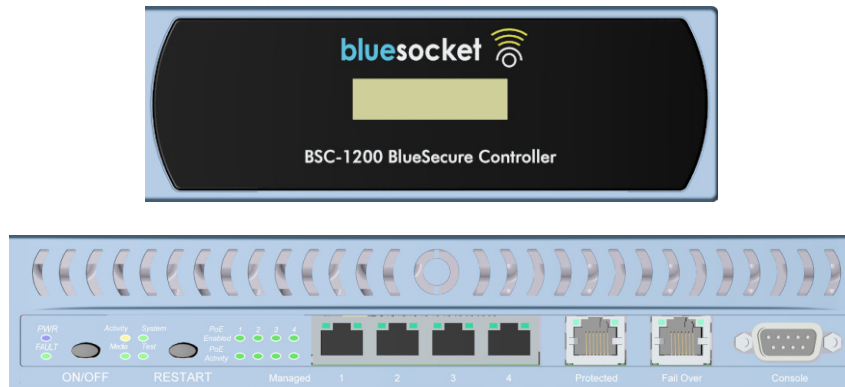 bluesocket
BSC-1200 BlueSecure Controller
PWR
Activity System
PoE Enabled 1 2 3 4
FAULT
Media Test
PoE Activity
ON/OFF RESTART Managed 1 2 3 4 Protected Fail Over Console